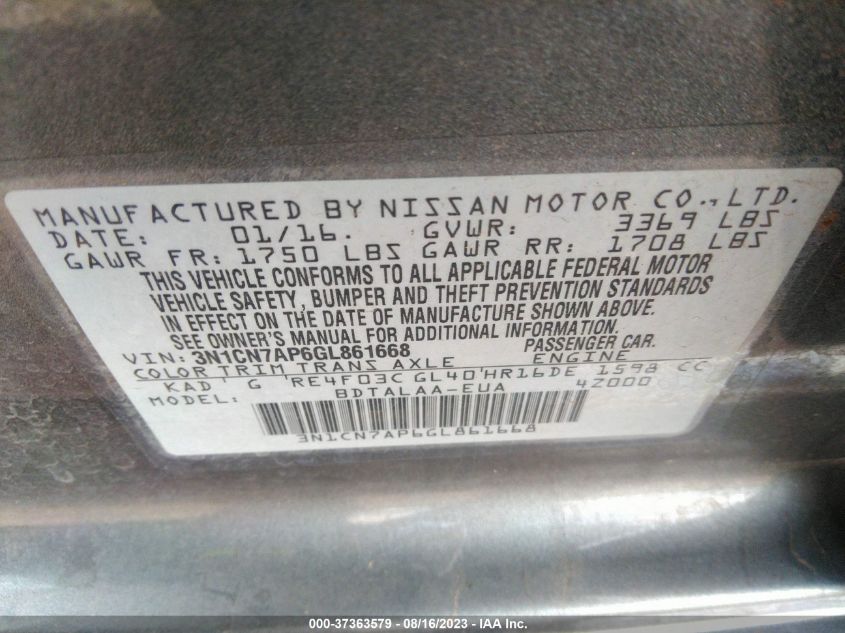 MANUFACTURED BY NISSAN MOTOR CO., LTD.
DATE: 01/16. GVWR: 3369 LBS
GAWR FR: 1750 LBS GAWR RR: 1708 LBS
THIS VEHICLE CONFORMS TO ALL APPLICABLE FEDERAL MOTOR
VEHICLE SAFETY, BUMPER AND THEFT PREVENTION STANDARDS
IN EFFECT ON THE DATE OF MANUFACTURE SHOWN ABOVE.
SEE OWNER'S MANUAL FOR ADDITIONAL INFORMATION.
VIN: 3N1CN7AP6GL861668 PASSENGER CAR.
COLOR TRIM TRANS AXLE ENGINE
KAD G 'RE4F03C GL40'HR16DE 1598 CC
MODEL: BDTALAA-EUA 4Z000
3N1CN7AP6GL861668
000-37363579 - 08/16/2023 - IAA Inc.